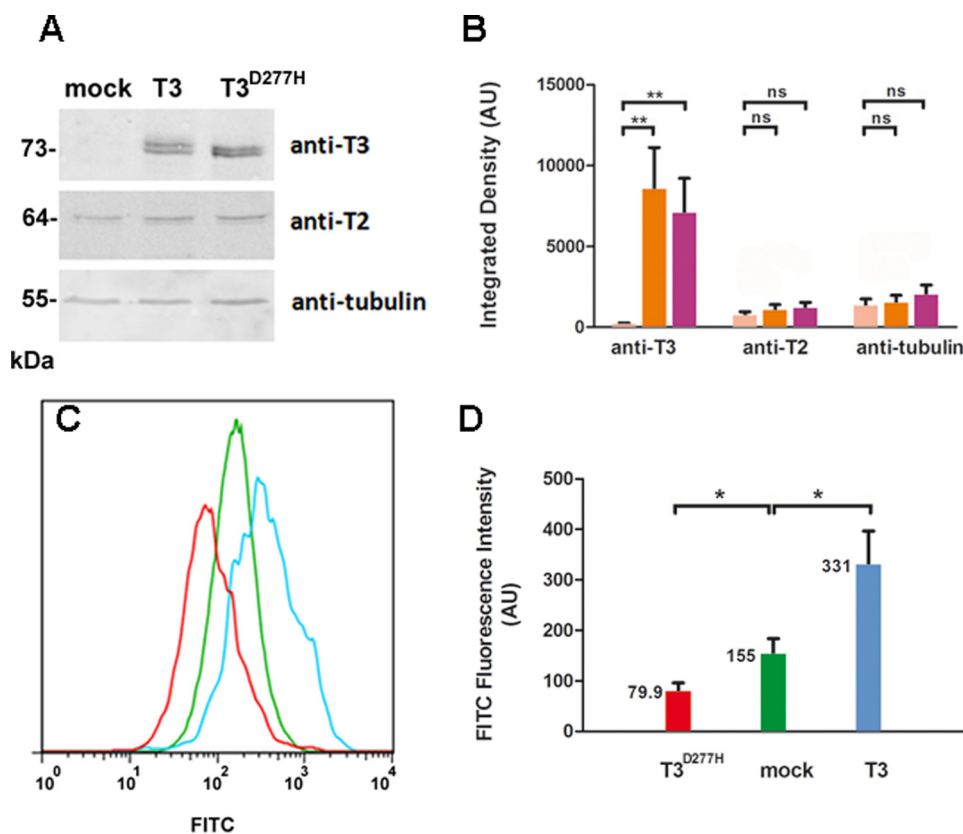 A
mock T3 T3D277H
73- anti-T3
64- anti-T2
55- anti-tubulin
kDa
B
Integrated Density (AU)
15000
10000
5000
0
** **
ns ns
ns ns
anti-T3 anti-T2 anti-tubulin
C
10^0 10^1 10^2 10^3 10^4
FITC
D
FITC Fluorescence Intensity
(AU)
500
400
300
200
100
0
* *
79.9 155 331
T3D277H mock T3